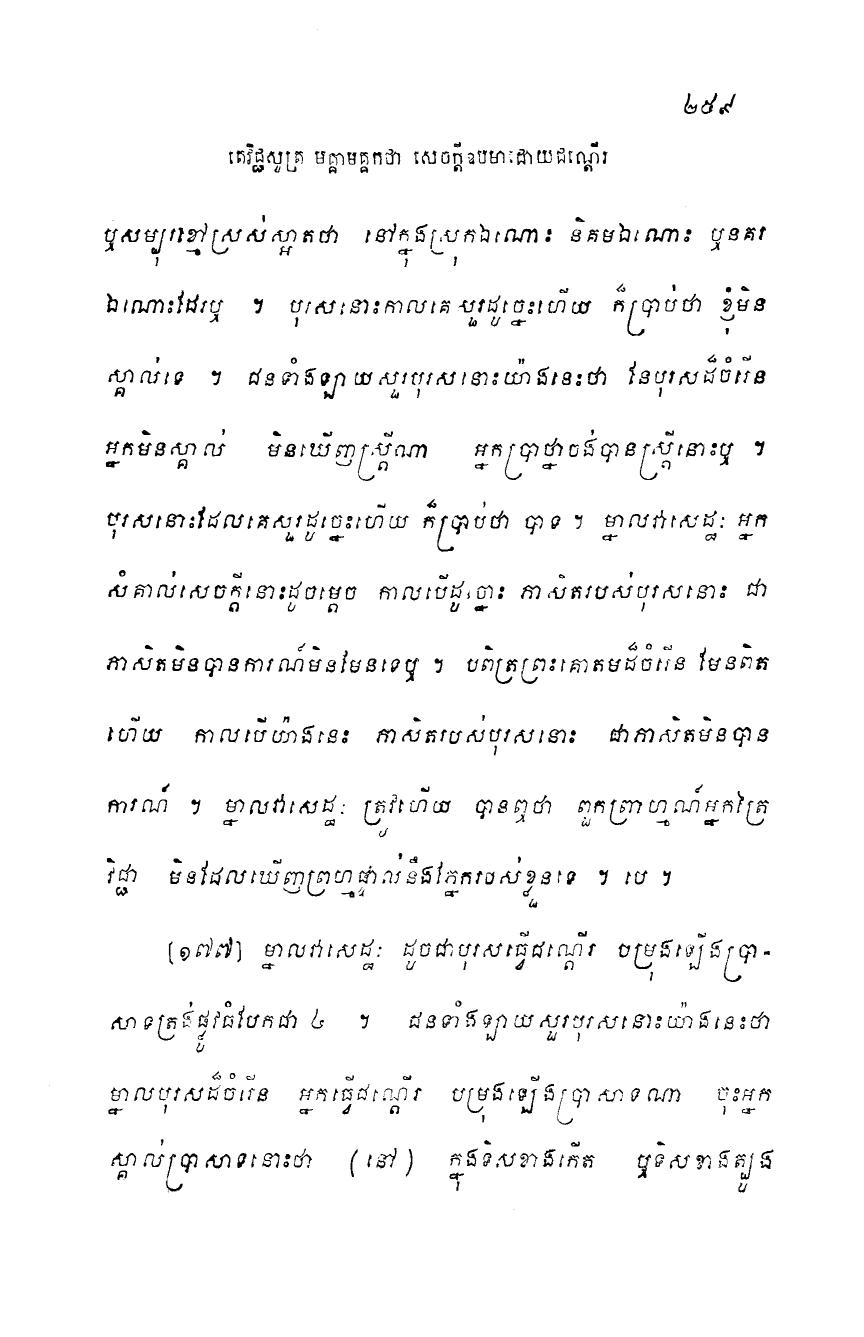 ២៥៩
តេវិជ្ជសូត្រ មគ្គាមគ្គកថា សេចក្តីឧបមាដោយជណ្តើរ
ឬសម្បុរខ្មៅស្រស់ស្អាតថា នៅក្នុងស្រុកឯណោះ និគមឯណោះ ឬនគរ
ឯណោះដែរឬ ។ បុរសនោះកាលគេសួរដូច្នេះហើយ ក៏ប្រាប់ថា ខ្ញុំមិន
ស្គាល់ទេ ។ ជនទាំងឡាយសួរបុរសនោះយ៉ាងនេះថា នែបុរសដ៏ចំរើន
អ្នកមិនស្គាល់ មិនឃើញស្ត្រីណា អ្នកប្រាថ្នាចង់បានស្ត្រីនោះឬ ។
បុរសនោះដែលគេសួរដូច្នេះហើយ ក៏ប្រាប់ថា បាទ ។ ម្នាលវាសេដ្ឋៈ អ្នក
សំគាល់សេចក្តីនោះដូចម្តេច កាលបើដូច្នោះ ភាសិតរបស់បុរសនោះ ជា
ភាសិតមិនបានការណ៍មិនមែនទេឬ ។ បពិត្រព្រះគោតមដ៏ចំរើន មែនពិត
ហើយ កាលបើយ៉ាងនេះ ភាសិតរបស់បុរសនោះ ជាភាសិតមិនបាន
ការណ៍ ។ ម្នាលវាសេដ្ឋៈ ត្រូវហើយ បានឮថា ពួកព្រាហ្មណ៍អ្នកត្រៃ
វិជ្ជា មិនដែលឃើញព្រហ្មផ្ទាល់នឹងភ្នែករបស់ខ្លួនទេ ។ បេ ។
[១៧៧] ម្នាលវាសេដ្ឋៈ ដូចជាបុរសធ្វើជណ្តើរ បម្រុងឡើងប្រា-
សាទត្រង់ផ្លូវធំបែកជា ៤ ។ ជនទាំងឡាយសួរបុរសនោះយ៉ាងនេះថា
ម្នាលបុរសដ៏ចំរើន អ្នកធ្វើជណ្តើរ បម្រុងឡើងប្រាសាទណា ចុះអ្នក
ស្គាល់ប្រាសាទនោះថា (នៅ) ក្នុងទិសខាងកើត ឬទិសខាងត្បូង